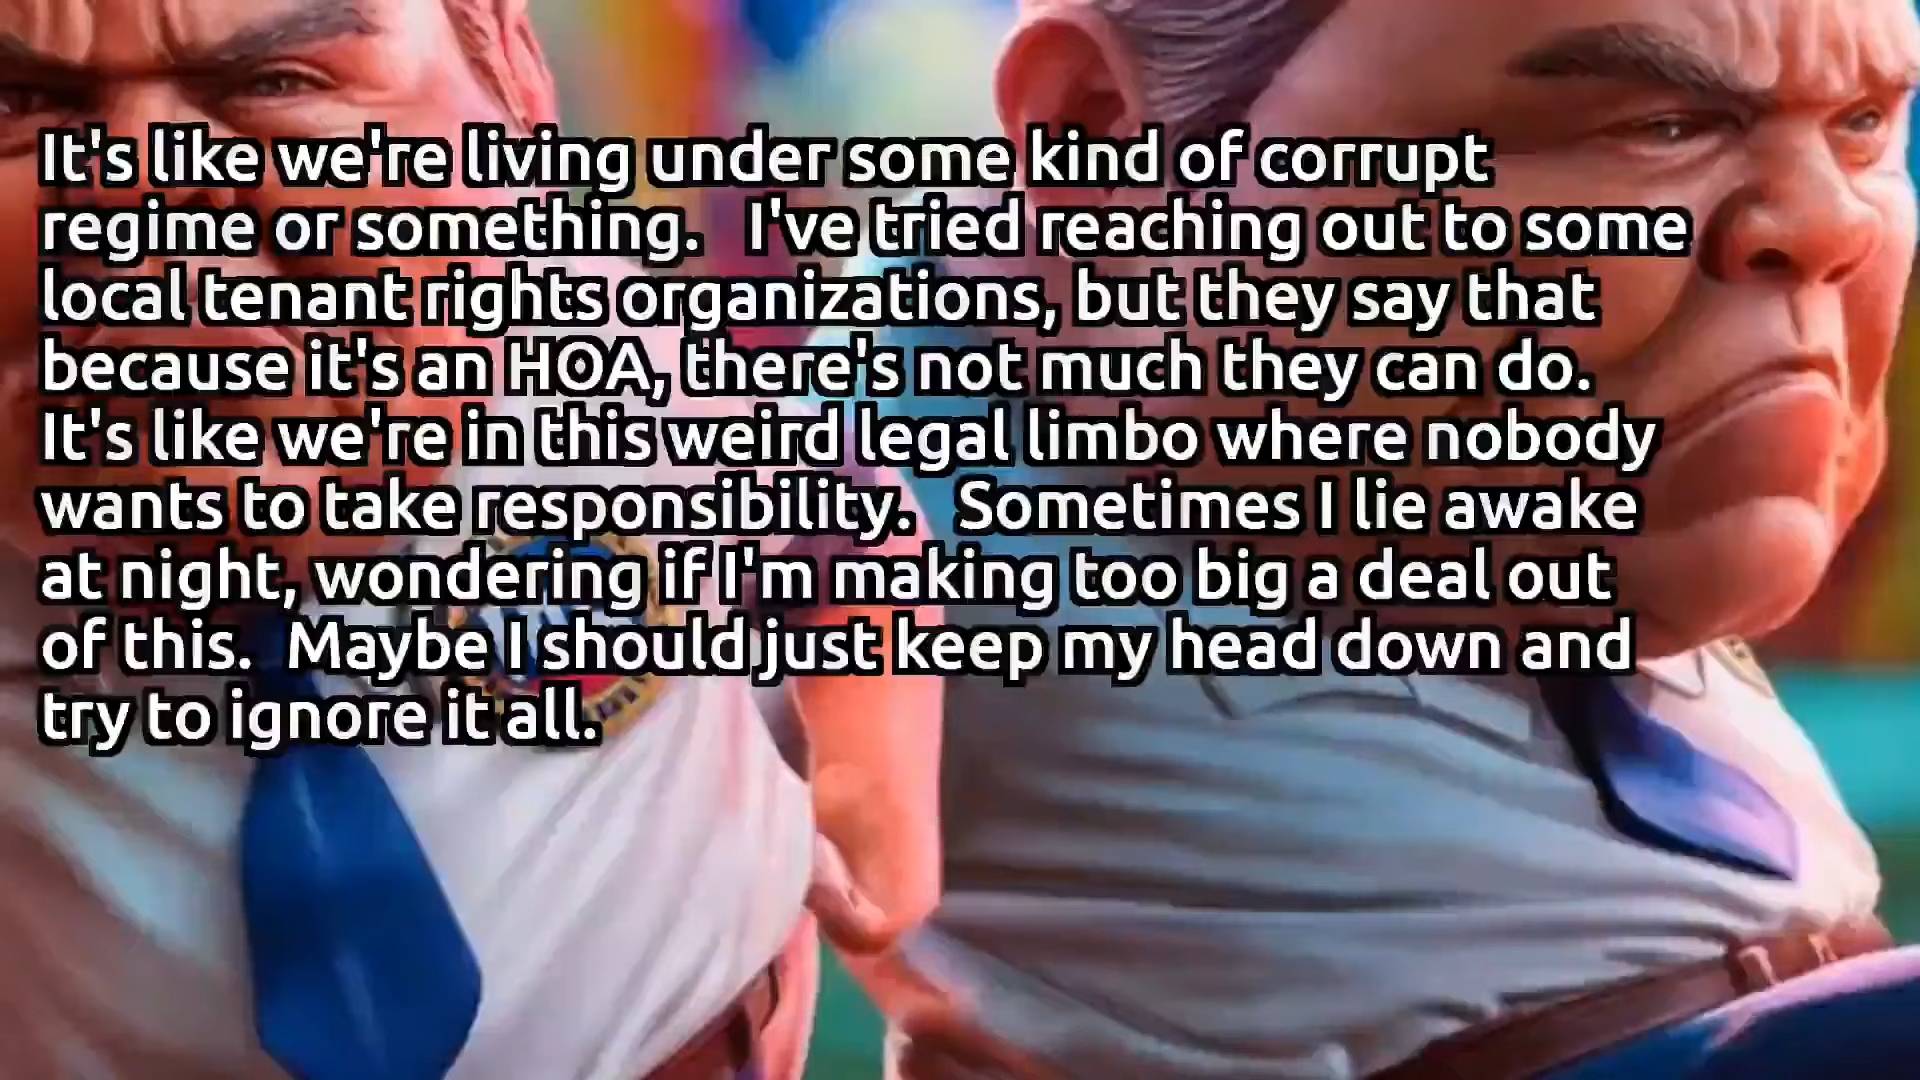 It's like we're living under some kind of corrupt
regime or something.   I've tried reaching out to some
local tenant rights organizations, but they say that
because it's an HOA, there's not much they can do.
It's like we're in this weird legal limbo where nobody
wants to take responsibility.   Sometimes I lie awake
at night, wondering if I'm making too big a deal out
of this.  Maybe I should just keep my head down and
try to ignore it all.